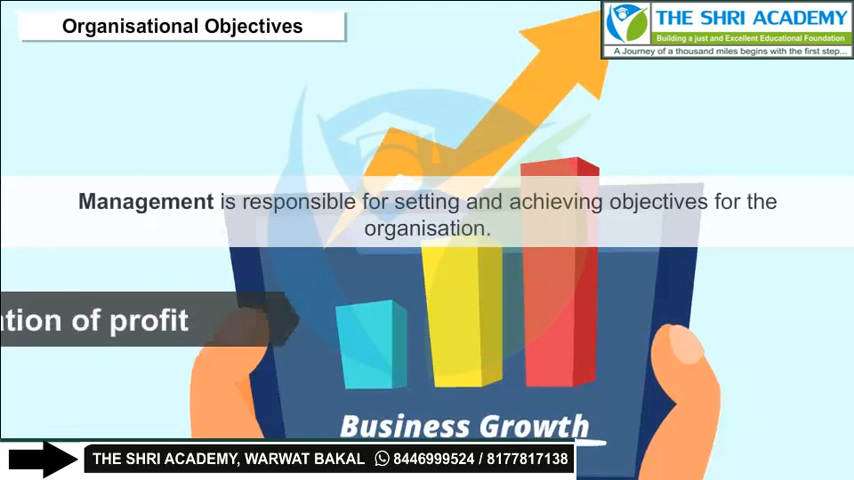 Organisational Objectives
THE SHRI ACADEMY
Building a just and Excellent Educational Foundation
A Journey of a thousand miles begins with the first step...
Management is responsible for setting and achieving objectives for the
organisation.
ation of profit
Business Growth
THE SHRI ACADEMY, WARWAT BAKAL 8446999524 / 8177817138